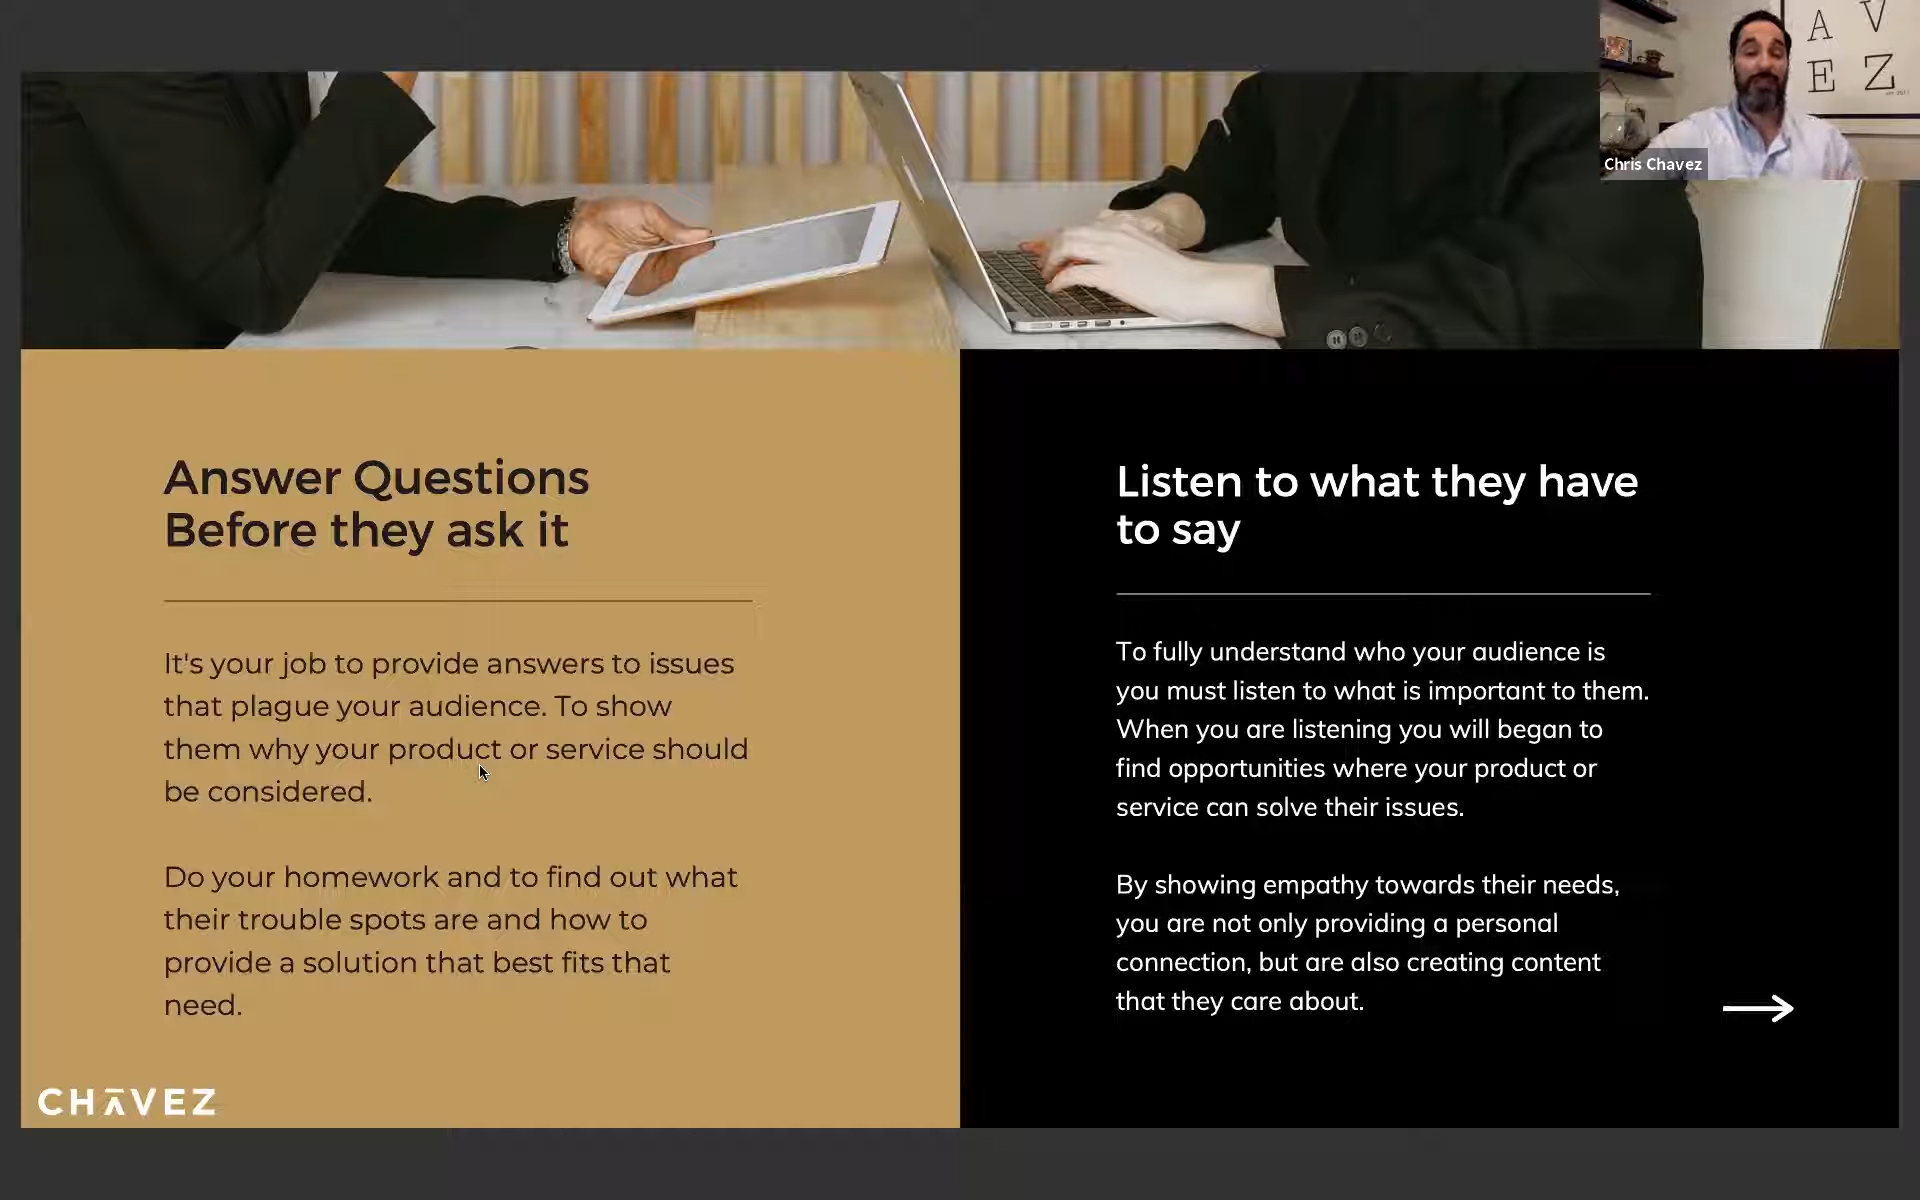 A V
E Z
Chris Chavez
Answer Questions
Before they ask it
It's your job to provide answers to issues
that plague your audience. To show
them why your product or service should
be considered.
Do your homework and to find out what
their trouble spots are and how to
provide a solution that best fits that
need.
CHAVEZ
Listen to what they have
to say
To fully understand who your audience is
you must listen to what is important to them.
When you are listening you will began to
find opportunities where your product or
service can solve their issues.
By showing empathy towards their needs,
you are not only providing a personal
connection, but are also creating content
that they care about.